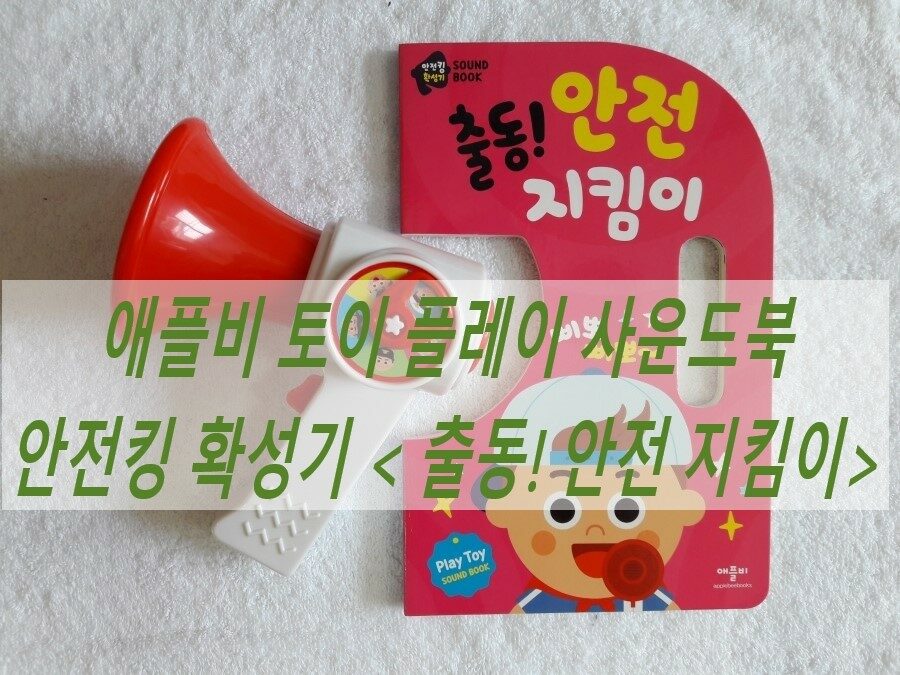 안전킹
확성기
SOUND
BOOK
출동! 안전
지킴이
애플비 토이 플레이 사운드북
안전킹 확성기 < 출동! 안전 지킴이>
Play Toy
SOUND BOOK
애플비
applebeebooks